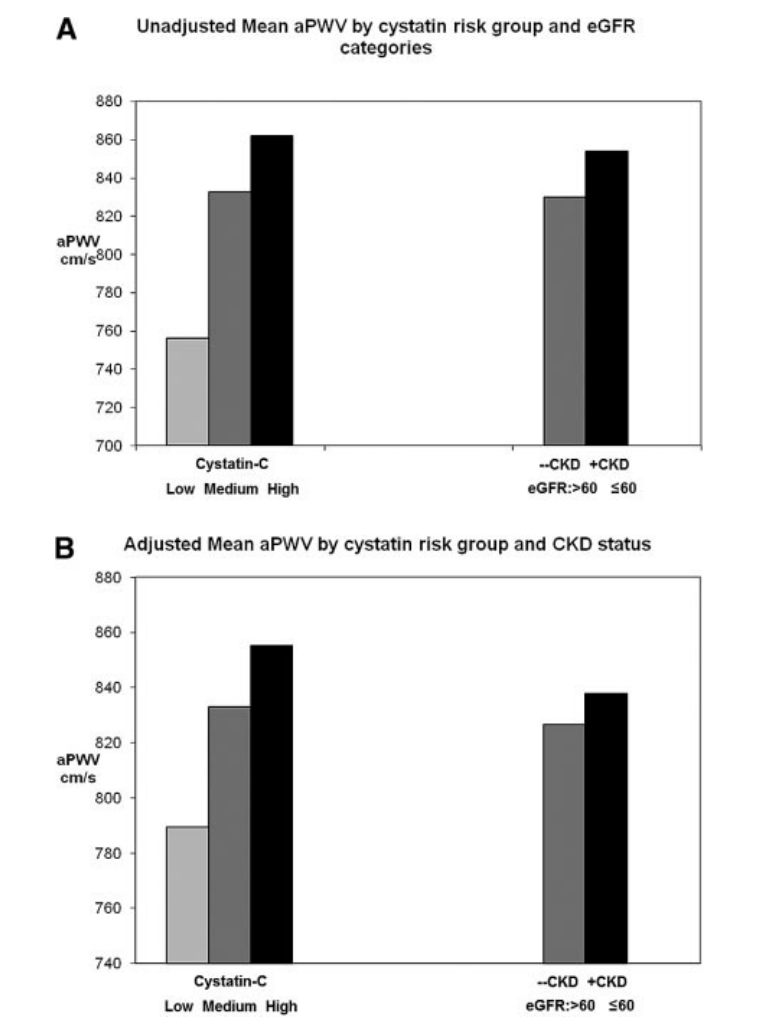 A
Unadjusted Mean aPWV by cystatin risk group and eGFR
categories
880
860
840
820
aPWV
cm/s
800
780
760
740
720
700
Cystatin-C
--CKD +CKD
Low Medium High
eGFR:>60 ≤60
B
Adjusted Mean aPWV by cystatin risk group and CKD status
880
860
840
820
aPWV
cm/s
800
780
760
740
Cystatin-C
--CKD +CKD
Low Medium High
eGFR:>60 ≤60